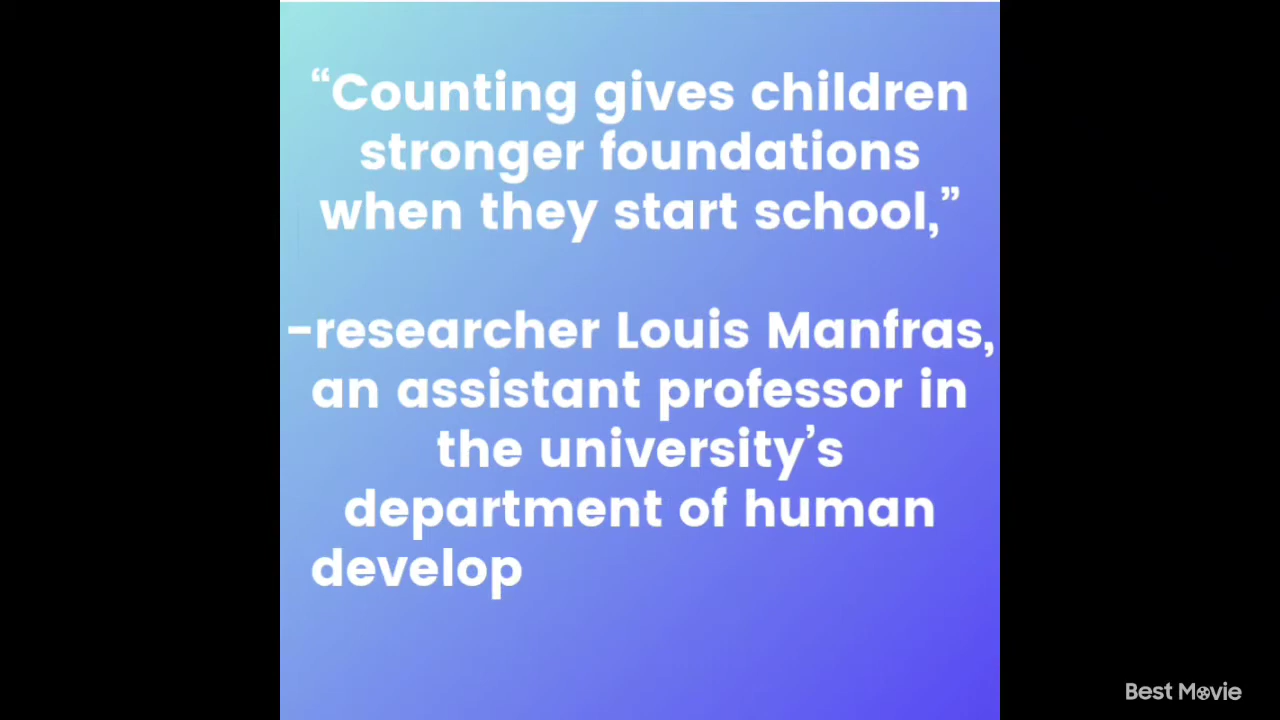 “Counting gives children
stronger foundations
when they start school,”
-researcher Louis Manfras,
an assistant professor in
the university’s
department of human
develop
Best Movie